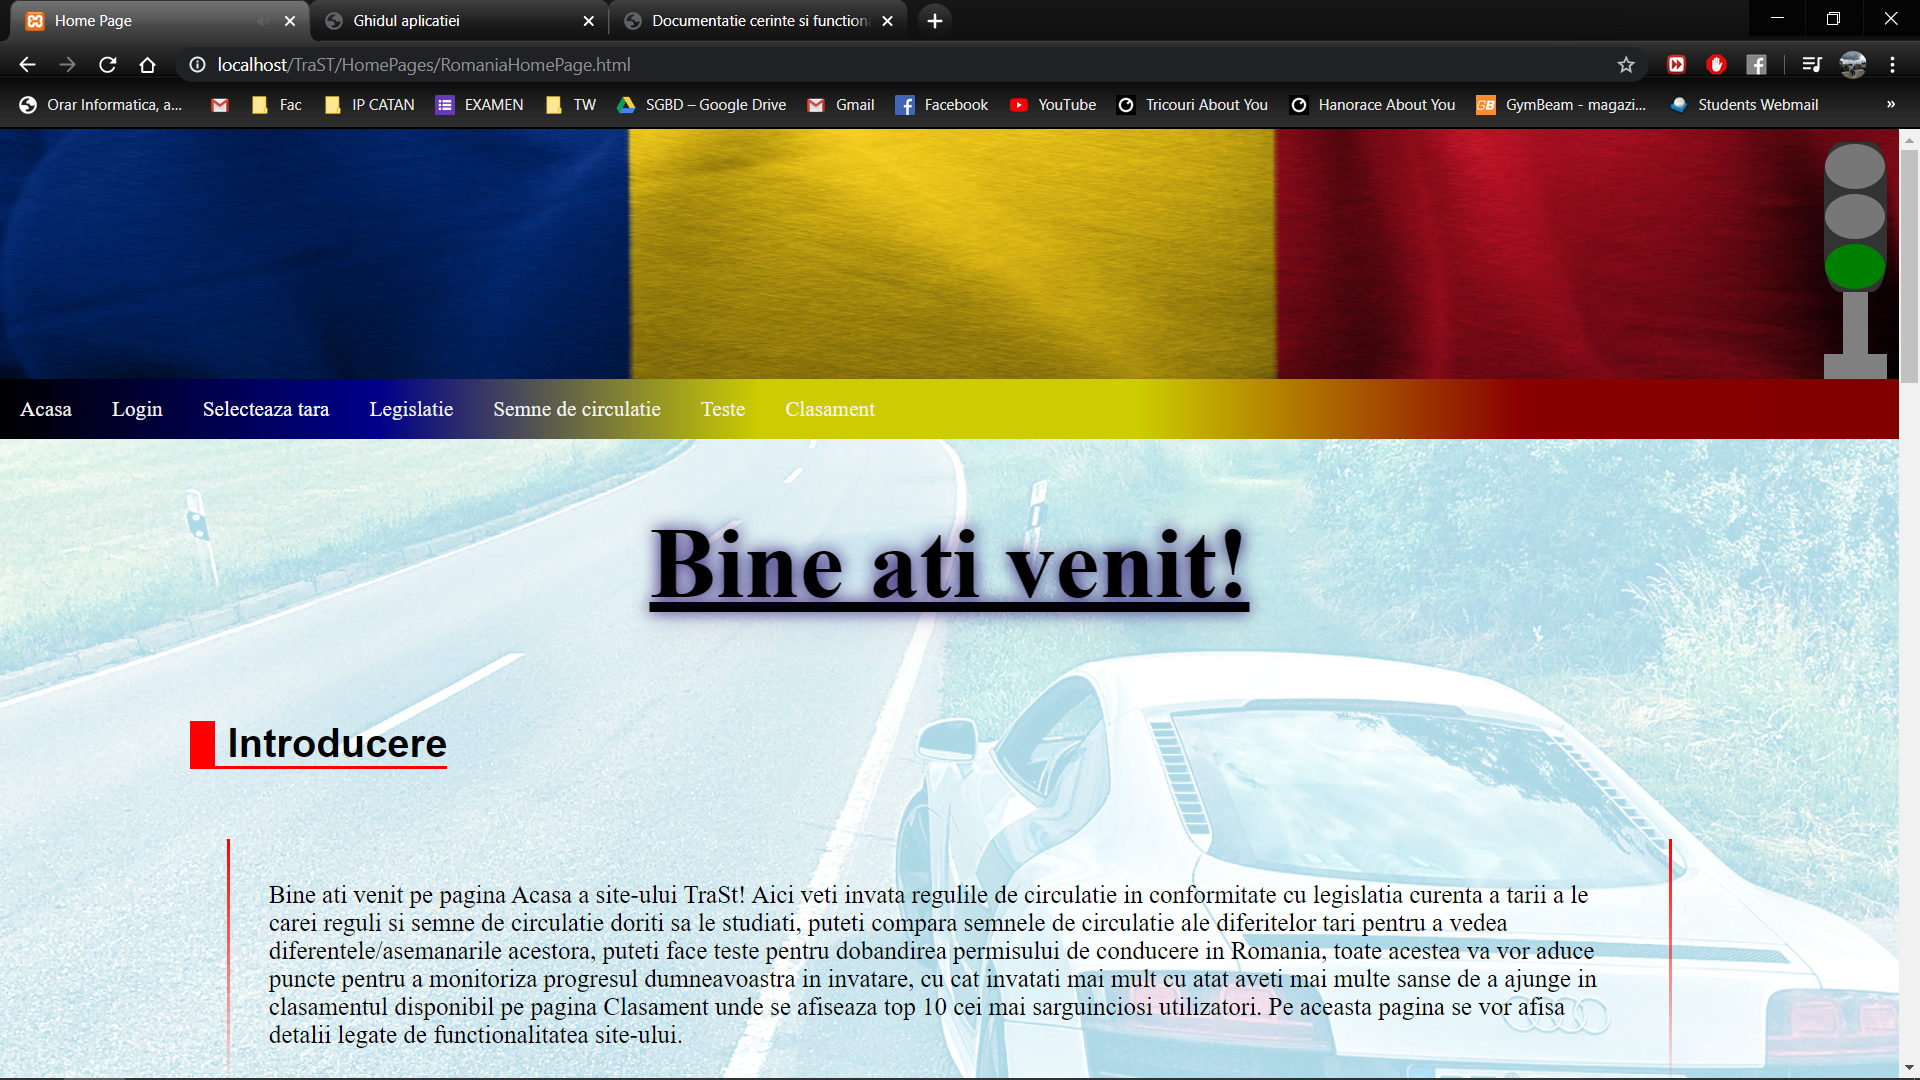 Home Page
Ghidul aplicatiei
Documentatie cerinte si function
localhost/TraST/HomePages/RomaniaHomePage.html
Orar Informatica, a... Fac IP CATAN EXAMEN TW SGBD – Google Drive Gmail Facebook YouTube Tricouri About You Hanorace About You GB GymBeam - magazi... Students Webmail »
Acasa Login Selecteaza tara Legislatie Semne de circulatie Teste Clasament
Bine ati venit!
Introducere
Bine ati venit pe pagina Acasa a site-ului TraSt! Aici veti invata regulile de circulatie in conformitate cu legislatia curenta a tarii a le
carei reguli si semne de circulatie doriti sa le studiati, puteti compara semnele de circulatie ale diferitelor tari pentru a vedea
diferentele/asemanarile acestora, puteti face teste pentru dobandirea permisului de conducere in Romania, toate acestea va vor aduce
puncte pentru a monitoriza progresul dumneavoastra in invatare, cu cat invatati mai mult cu atat aveti mai multe sanse de a ajunge in
clasamentul disponibil pe pagina Clasament unde se afiseaza top 10 cei mai sarguinciosi utilizatori. Pe aceasta pagina se vor afisa
detalii legate de functionalitatea site-ului.